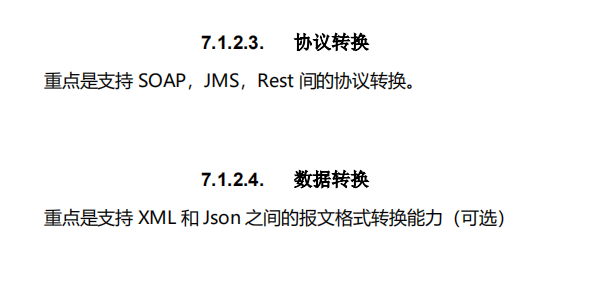 7.1.2.3. 协议转换
重点是支持 SOAP，JMS，Rest 间的协议转换。
7.1.2.4. 数据转换
重点是支持 XML 和 Json 之间的报文格式转换能力（可选）